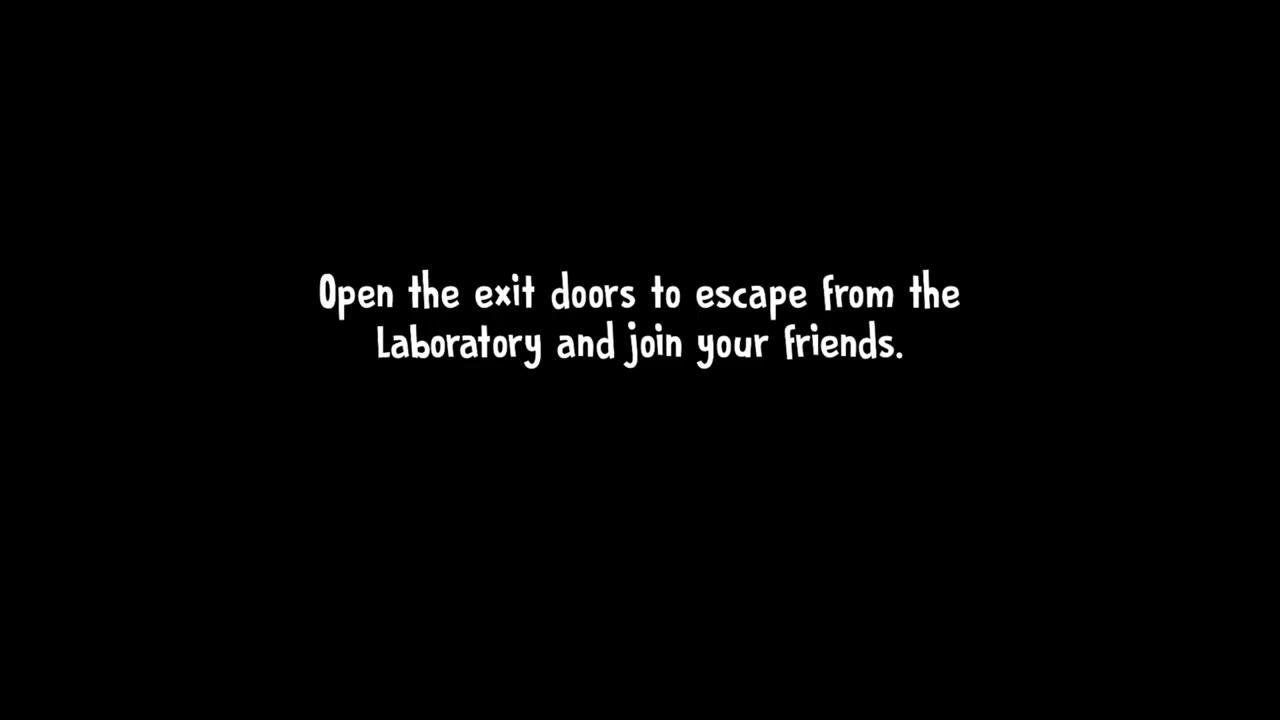 Open the exit doors to escape from the
Laboratory and join your friends.